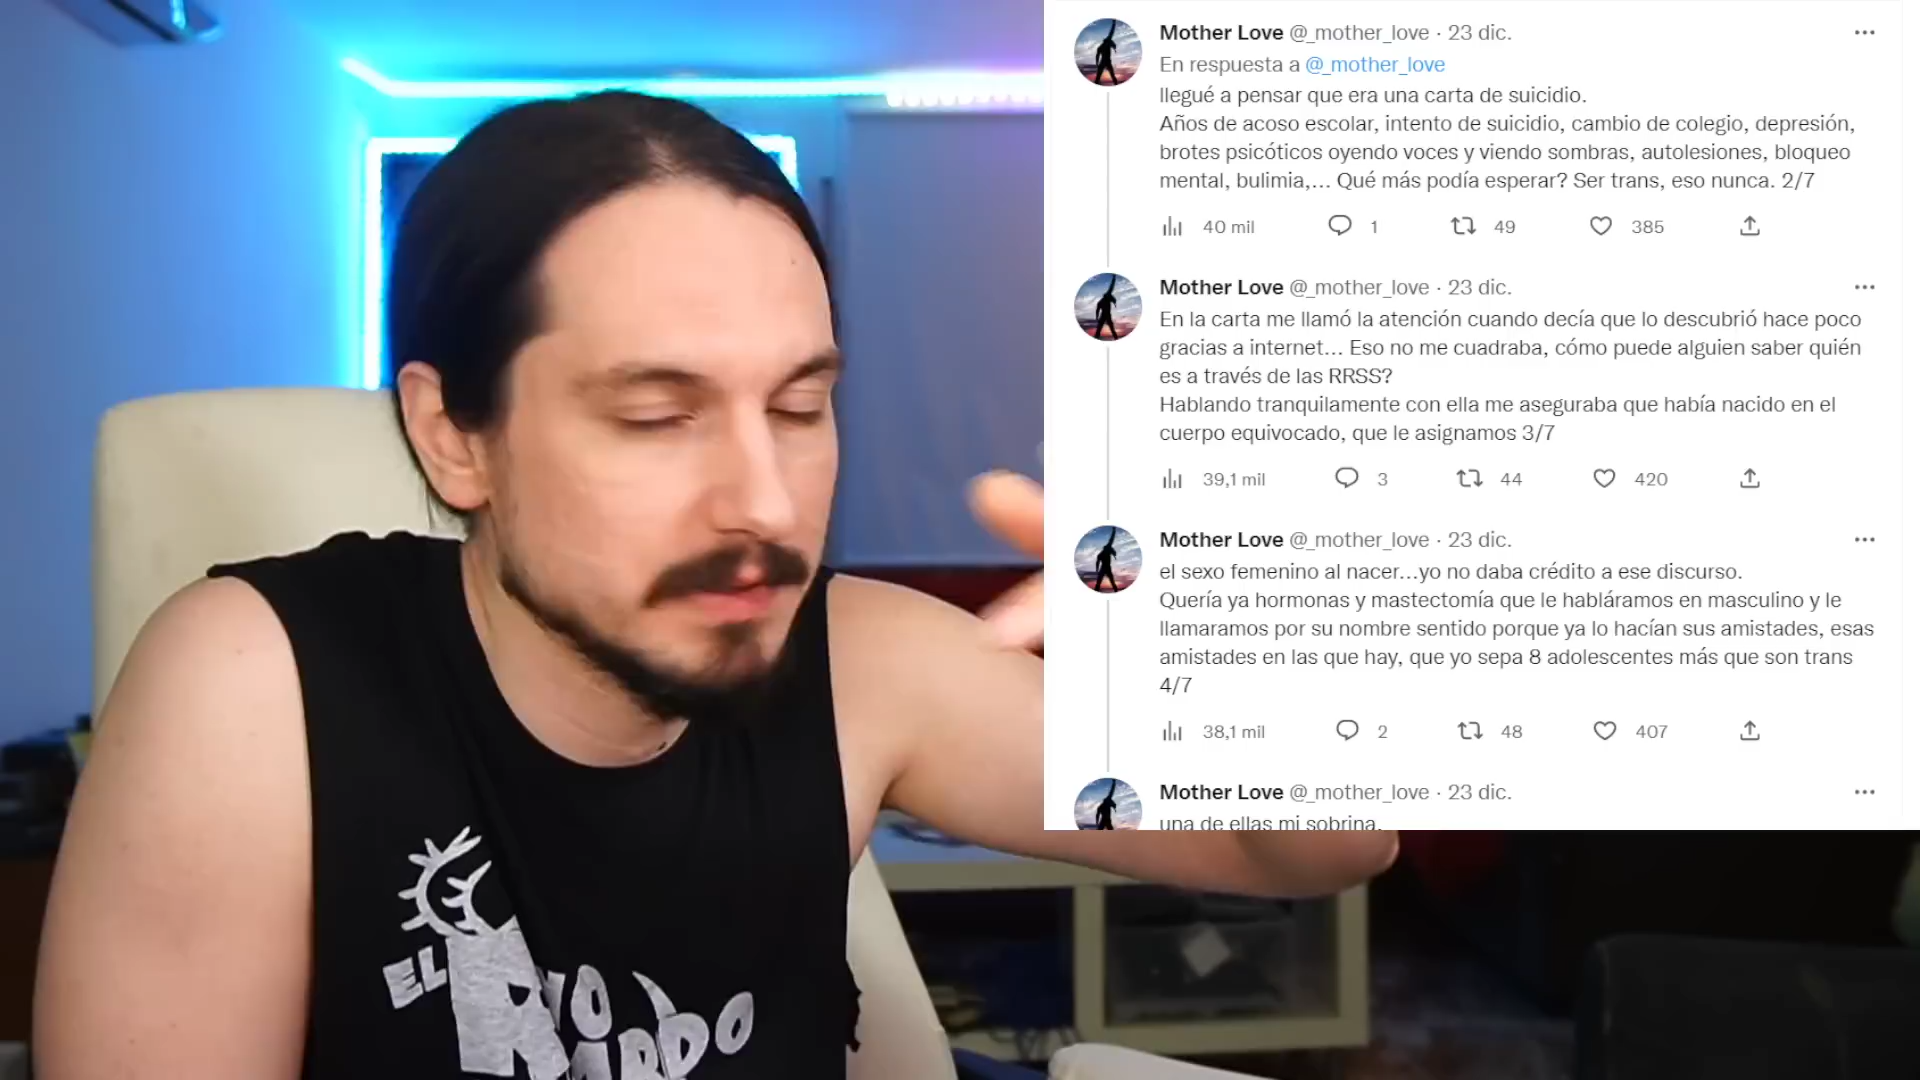 Mother Love @_mother_love · 23 dic.
En respuesta a @_mother_love
llegué a pensar que era una carta de suicidio.
Años de acoso escolar, intento de suicidio, cambio de colegio, depresión,
brotes psicóticos oyendo voces y viendo sombras, autolesiones, bloqueo
mental, bulimia,... Qué más podía esperar? Ser trans, eso nunca. 2/7
40 mil 1 49 385
Mother Love @_mother_love · 23 dic.
En la carta me llamó la atención cuando decía que lo descubrió hace poco
gracias a internet... Eso no me cuadraba, cómo puede alguien saber quién
es a través de las RRSS?
Hablando tranquilamente con ella me aseguraba que había nacido en el
cuerpo equivocado, que le asignamos 3/7
39,1 mil 3 44 420
Mother Love @_mother_love · 23 dic.
el sexo femenino al nacer...yo no daba crédito a ese discurso.
Quería ya hormonas y mastectomía que le habláramos en masculino y le
llamaramos por su nombre sentido porque ya lo hacían sus amistades, esas
amistades en las que hay, que yo sepa 8 adolescentes más que son trans
4/7
38,1 mil 2 48 407
Mother Love @_mother_love · 23 dic.
una de ellas mi sobrina.
EL